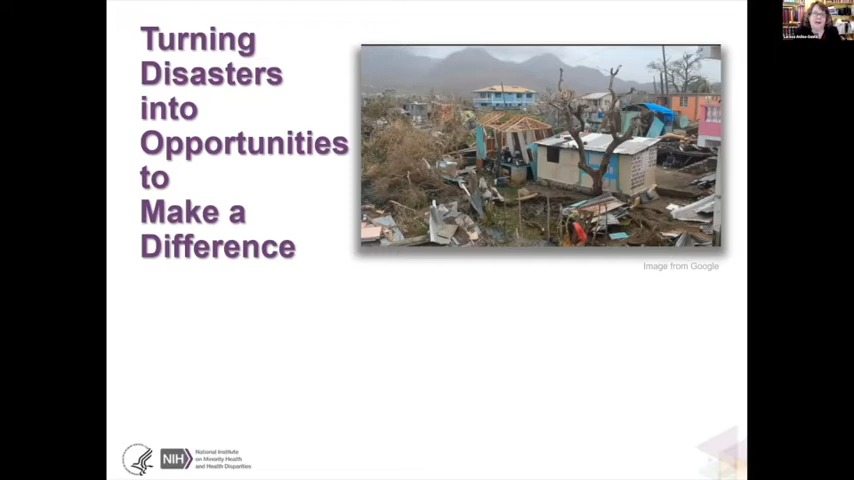 Turning
Disasters
into
Opportunities
to
Make a
Difference
Image from Google
NIH
National Institute
on Minority Health
and Health Disparities